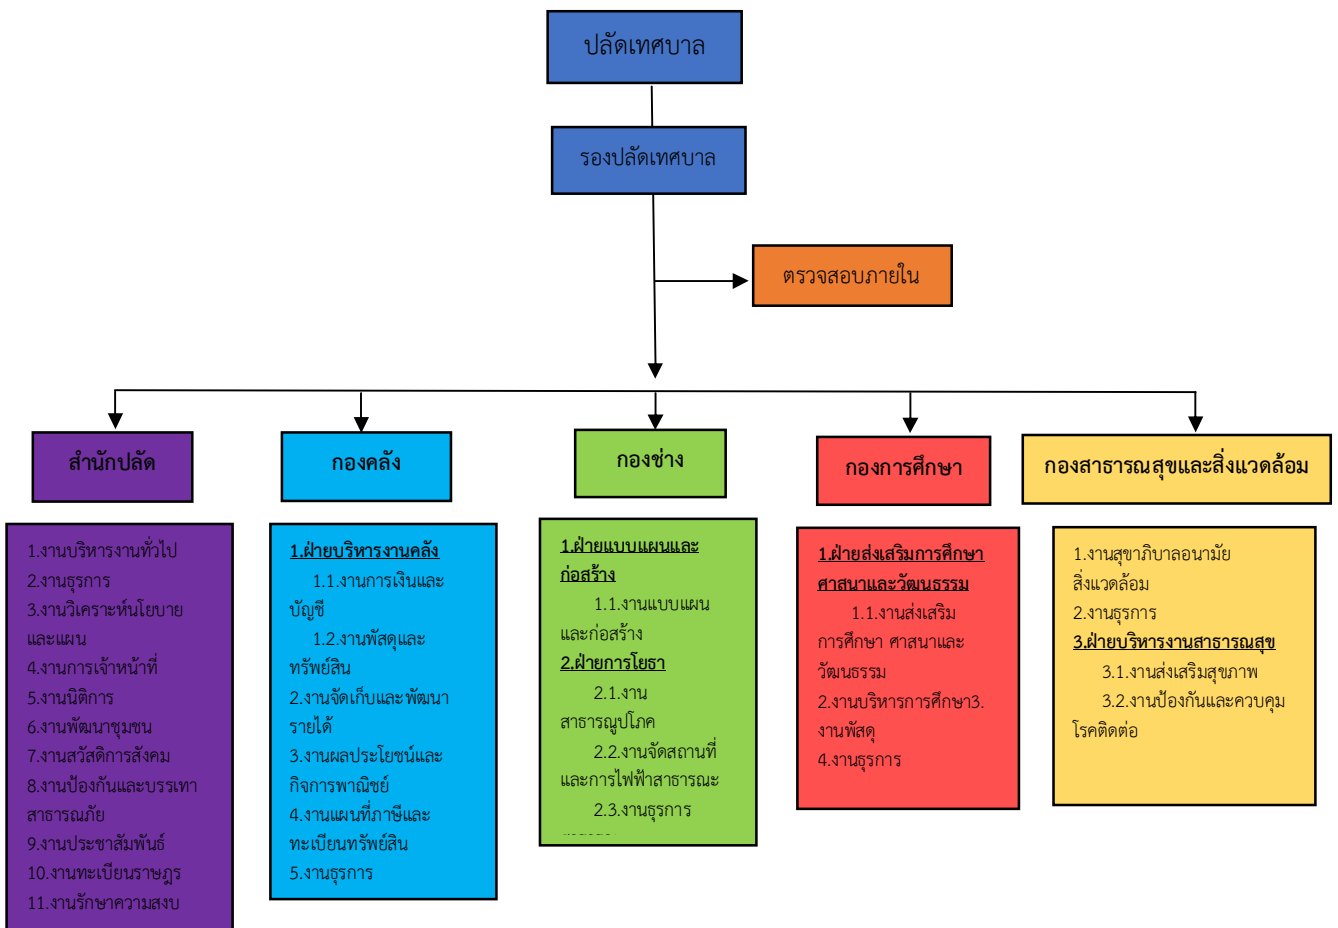 ปลัดเทศบาล
รองปลัดเทศบาล
ตรวจสอบภายใน
สำนักปลัด
กองคลัง
กองช่าง
กองการศึกษา
กองสาธารณสุขและสิ่งแวดล้อม
1.งานบริหารงานทั่วไป
2.งานธุรการ
3.งานวิเคราะห์นโยบาย
และแผน
4.งานการเจ้าหน้าที่
5.งานนิติการ
6.งานพัฒนาชุมชน
7.งานสวัสดิการสังคม
8.งานป้องกันและบรรเทา
สาธารณภัย
9.งานประชาสัมพันธ์
10.งานทะเบียนราษฎร
11.งานรักษาความสงบ
1.ฝ่ายบริหารงานคลัง
1.1.งานการเงินและ
บัญชี
1.2.งานพัสดุและ
ทรัพย์สิน
2.งานจัดเก็บและพัฒนา
รายได้
3.งานผลประโยชน์และ
กิจการพาณิชย์
4.งานแผนที่ภาษีและ
ทะเบียนทรัพย์สิน
5.งานธุรการ
1.ฝ่ายแบบแผนและ
ก่อสร้าง
1.1.งานแบบแผน
และก่อสร้าง
2.ฝ่ายการโยธา
2.1.งาน
สาธารณูปโภค
2.2.งานจัดสถานที่
และการไฟฟ้าสาธารณะ
2.3.งานธุรการ
1.ฝ่ายส่งเสริมการศึกษา
ศาสนาและวัฒนธรรม
1.1.งานส่งเสริม
การศึกษา ศาสนาและ
วัฒนธรรม
2.งานบริหารการศึกษา3.
งานพัสดุ
4.งานธุรการ
1.งานสุขาภิบาลอนามัย
สิ่งแวดล้อม
2.งานธุรการ
3.ฝ่ายบริหารงานสาธารณสุข
3.1.งานส่งเสริมสุขภาพ
3.2.งานป้องกันและควบคุม
โรคติดต่อ